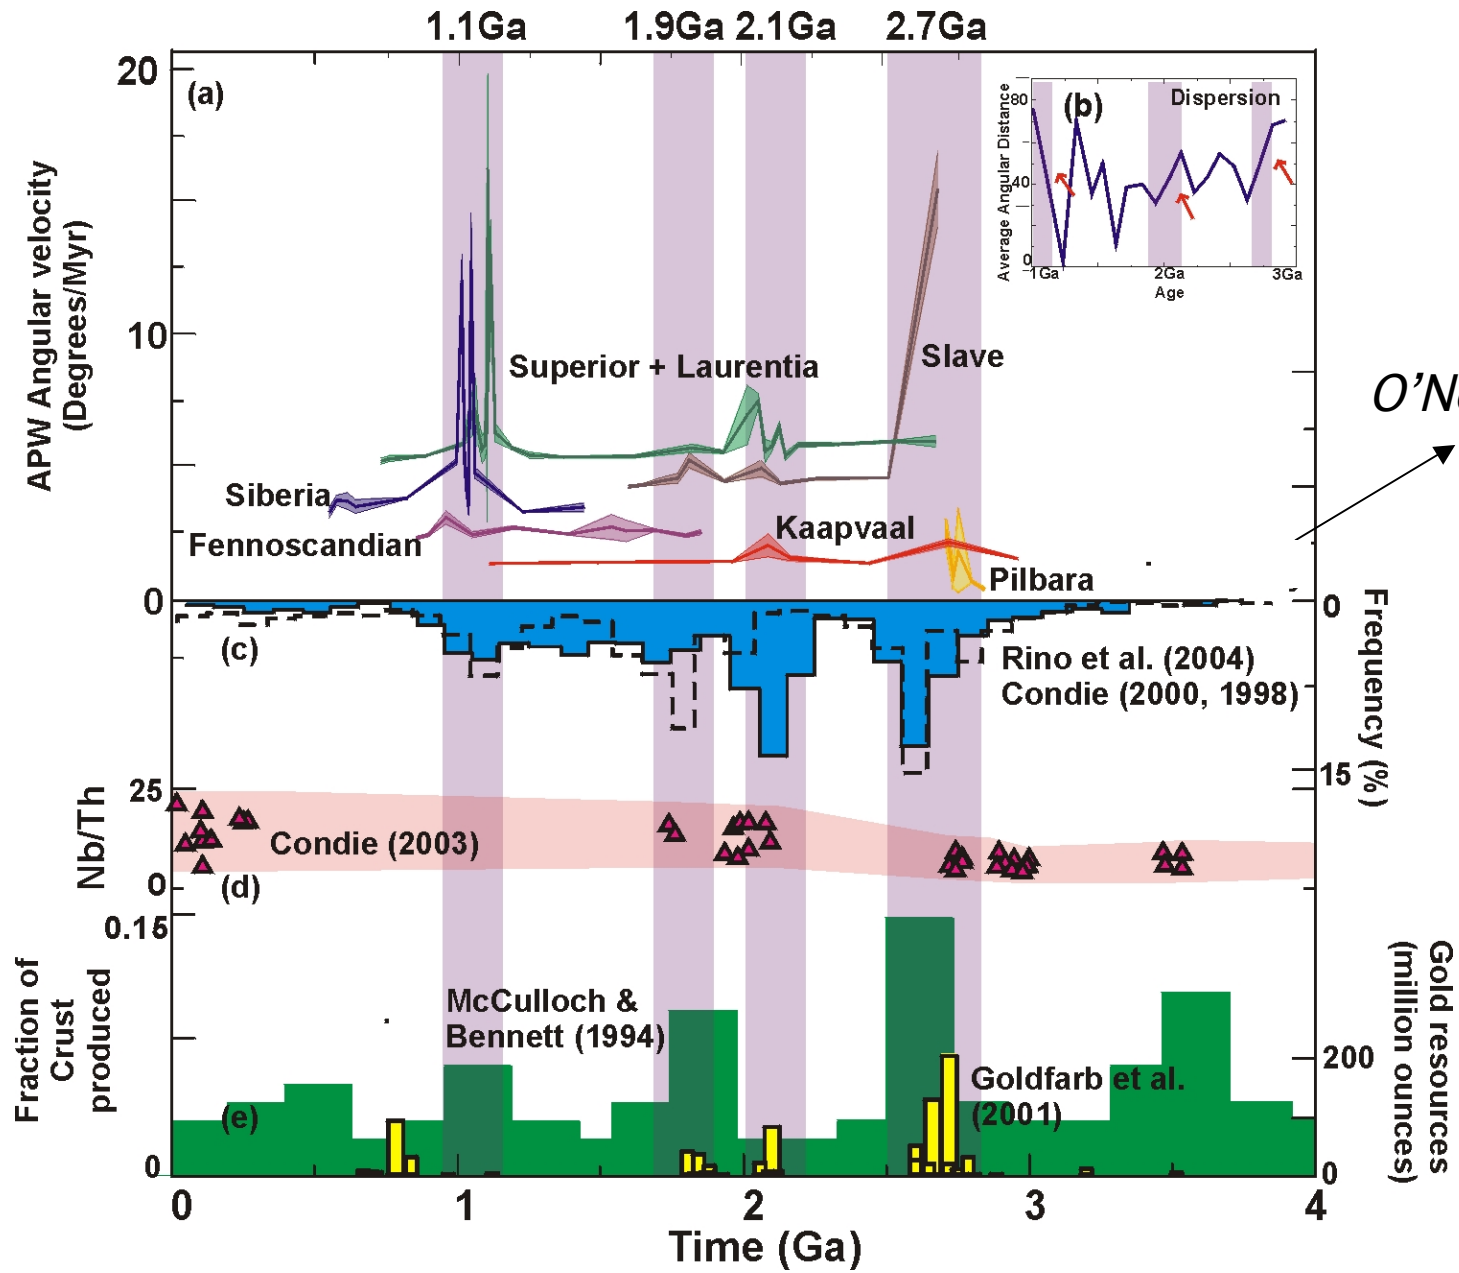 1.1Ga 1.9Ga 2.1Ga 2.7Ga
20
10
0
APW Angular velocity
(Degrees/Myr)
(a)
(b)
Dispersion
80
40
0
Average Angular Distance
1Ga 2Ga 3Ga
Age
Superior + Laurentia
Slave
Siberia
Fennoscandian
Kaapvaal
Pilbara
(c)
Rino et al. (2004)
Condie (2000, 1998)
0
15
Frequency (%)
25
0
Nb/Th
Condie (2003)
(d)
0.15
0
Fraction of
Crust
produced
McCulloch &
Bennett (1994)
(e)
Goldfarb et al.
(2001)
200
0
Gold resources
(million ounces)
0 1 2 3 4
Time (Ga)